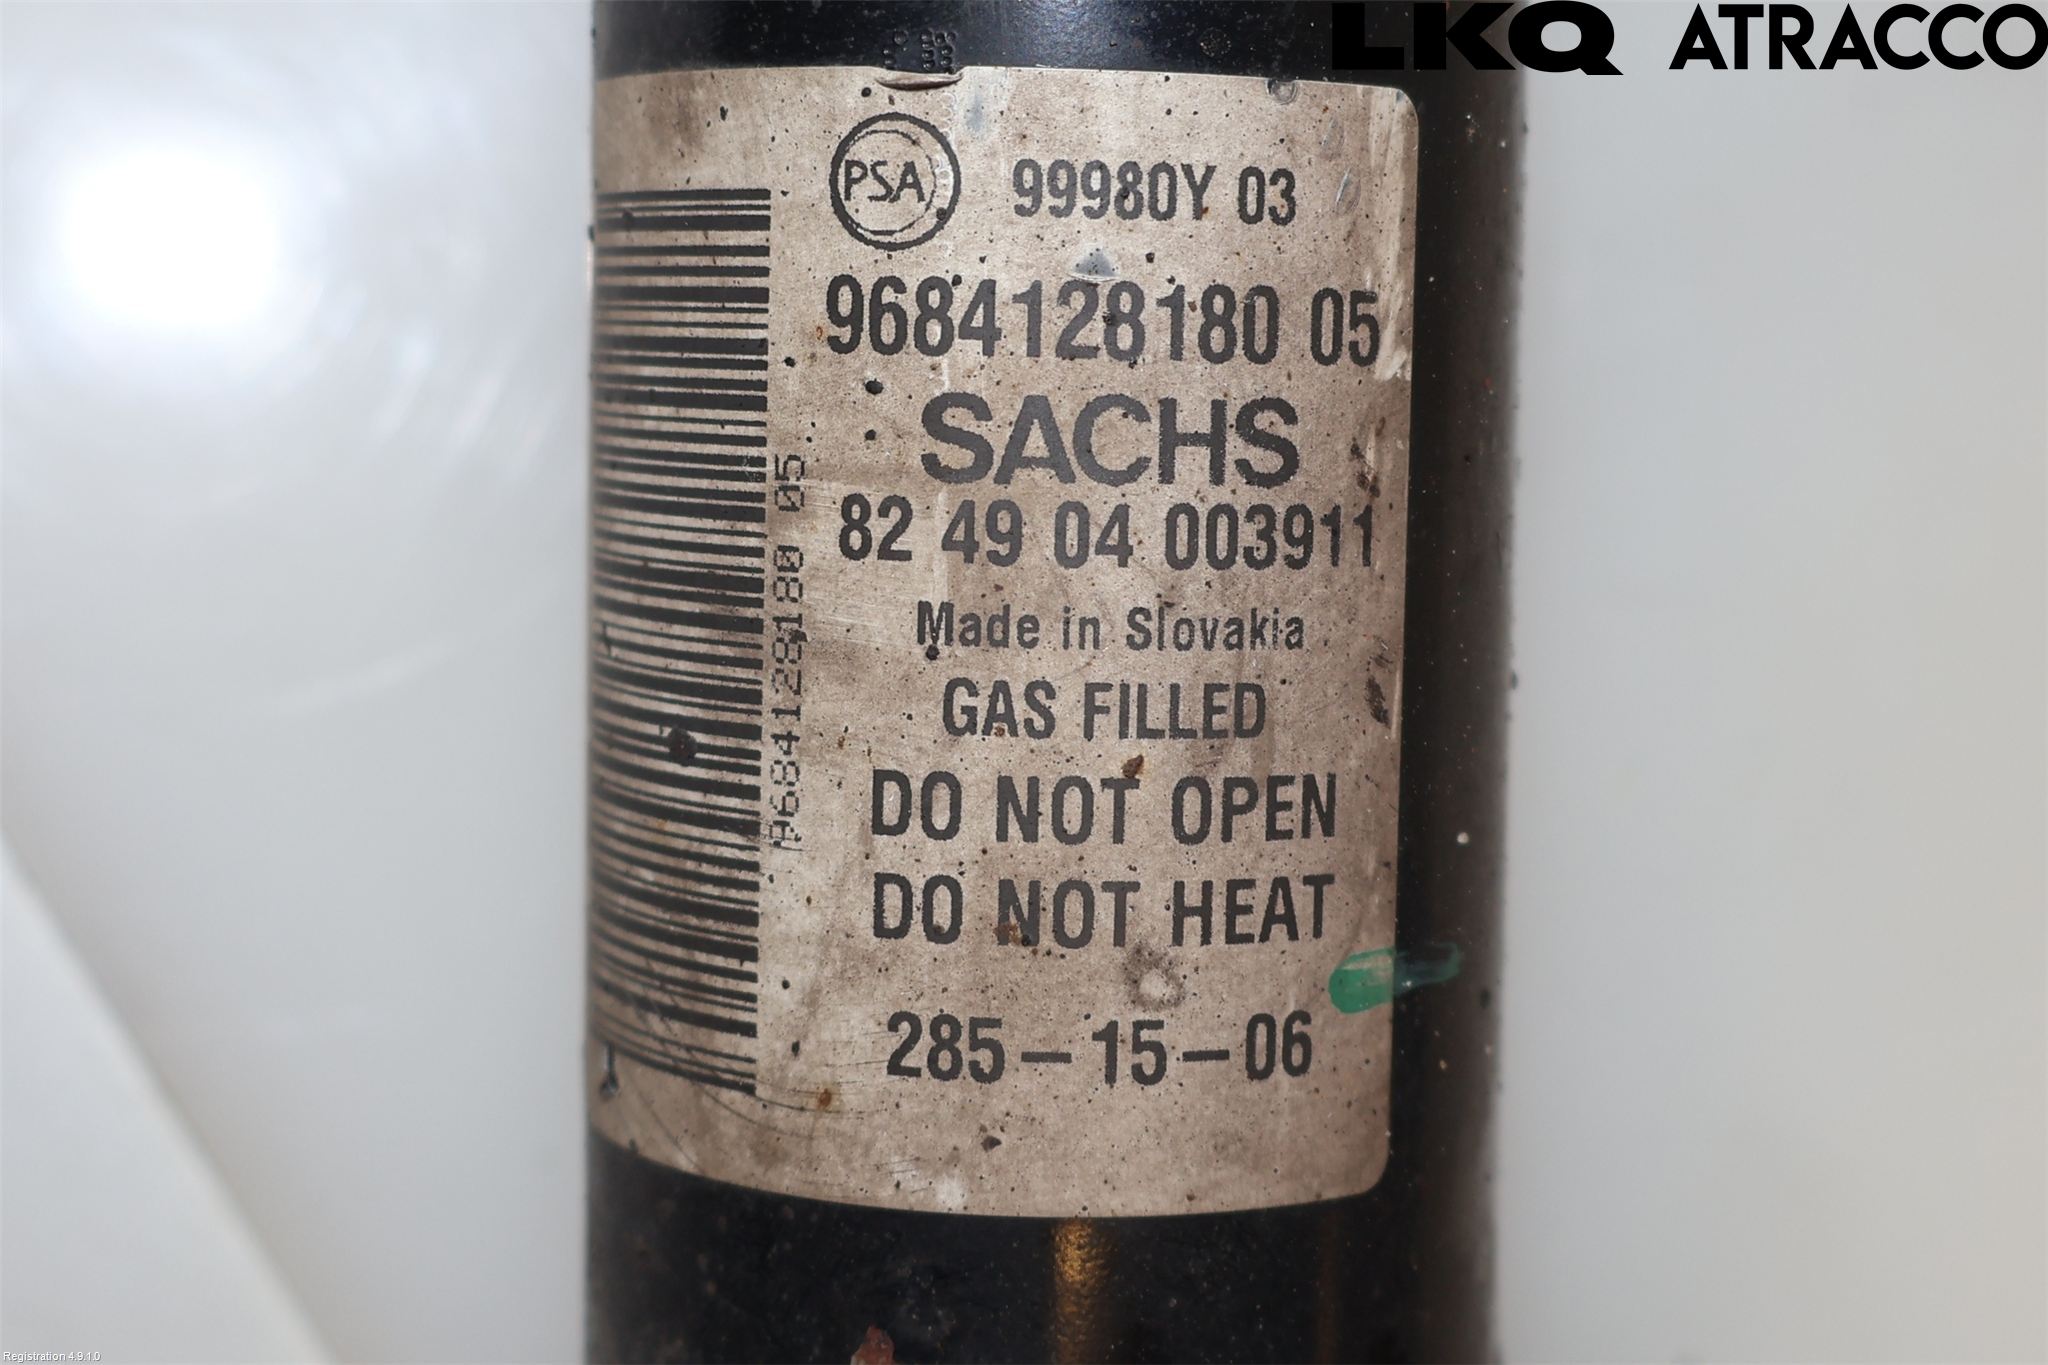 LKQ ATRACCO
PSA 99980Y 03
9684128180 05
SACHS
82 49 04 003911
Made in Slovakia
GAS FILLED
DO NOT OPEN
DO NOT HEAT
285-15-06
9684128180 05
Registration 4.9.1.0